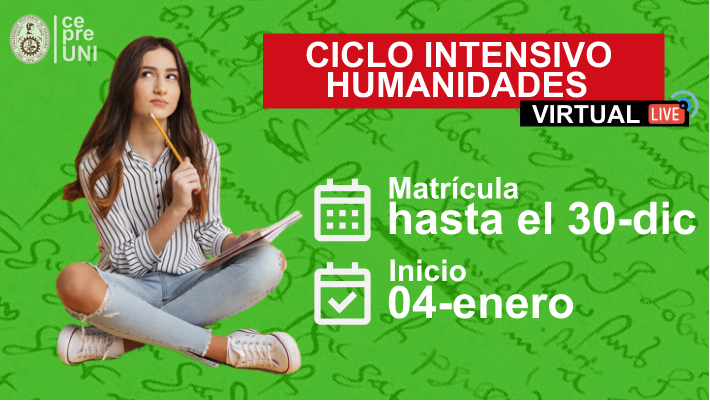 ce
pre
UNI
CICLO INTENSIVO
HUMANIDADES
VIRTUAL LIVE
Matrícula
hasta el 30-dic
Inicio
04-enero